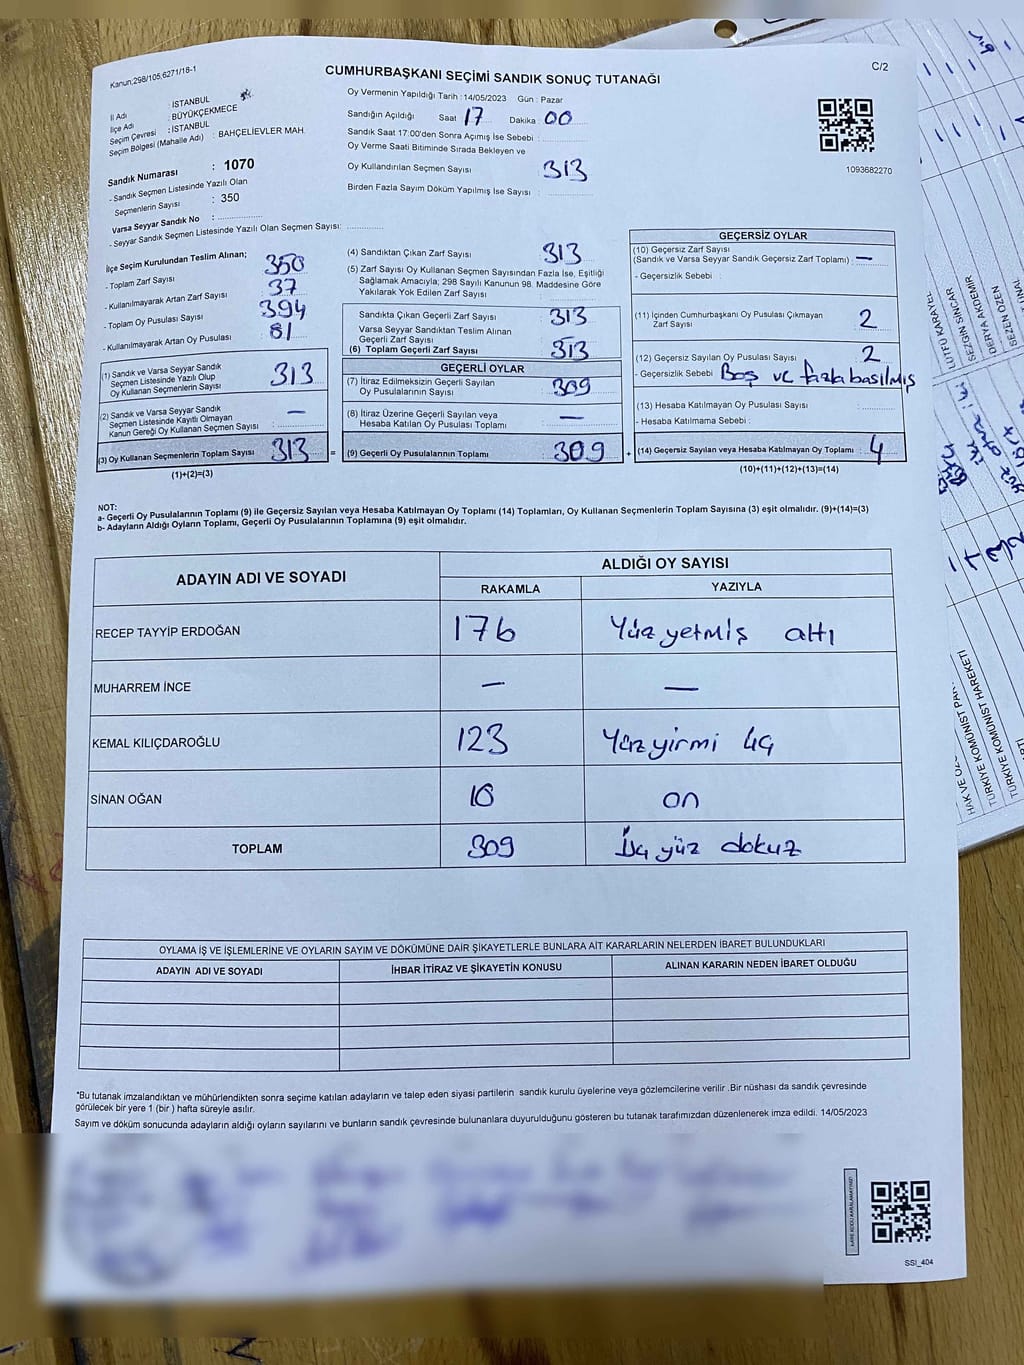 Kanun:298/105,6271/18-1
CUMHURBAŞKANI SEÇİMİ SANDIK SONUÇ TUTANAĞI
C/2
İl Adı : İSTANBUL
İlçe Adı : BÜYÜKÇEKMECE
Seçim Çevresi : İSTANBUL
Seçim Bölgesi (Mahalle Adı) : BAHÇELİEVLER MAH.
Sandık Numarası : 1070
- Sandık Seçmen Listesinde Yazılı Olan
Seçmenlerin Sayısı : 350
Varsa Seyyar Sandık No : ....................
- Seyyar Sandık Seçmen Listesinde Yazılı Olan Seçmen Sayısı: ............
Oy Vermenin Yapıldığı Tarih :14/05/2023 Gün : Pazar
Sandığın Açıldığı Saat 17 Dakika : 00
Sandık Saat 17:00'den Sonra Açımış İse Sebebi :
Oy Verme Saati Bitiminde Sırada Bekleyen ve
Oy Kullandırılan Seçmen Sayısı 313
Birden Fazla Sayım Döküm Yapılmış İse Sayısı :
1093682270
İlçe Seçim Kurulundan Teslim Alınan;
- Toplam Zarf Sayısı 350
- Kullanılmayarak Artan Zarf Sayısı 37
- Toplam Oy Pusulası Sayısı 394
- Kullanılmayarak Artan Oy Pusulası 81
(1) Sandık ve Varsa Seyyar Sandık
Seçmen Listesinde Yazılı Olup
Oy Kullanan Seçmenlerin Sayısı 313
(2) Sandık ve Varsa Seyyar Sandık
Seçmen Listesinde Kayıtlı Olmayan
Kanun Gereği Oy Kullanan Seçmen Sayısı : —
(3) Oy Kullanan Seçmenlerin Toplam Sayısı 313 =
(1)+(2)=(3)
(4) Sandıktan Çıkan Zarf Sayısı 313
(5) Zarf Sayısı Oy Kullanan Seçmen Sayısından Fazla İse, Eşitliği
Sağlamak Amacıyla; 298 Sayılı Kanunun 98. Maddesine Göre
Yakılarak Yok Edilen Zarf Sayısı
Sandıkta Çıkan Geçerli Zarf Sayısı : 313
Varsa Seyyar Sandıktan Teslim Alınan
Geçerli Zarf Sayısı :
(6) Toplam Geçerli Zarf Sayısı : 313
GEÇERLİ OYLAR
(7) İtiraz Edilmeksizin Geçerli Sayılan
Oy Pusulalarının Sayısı : 309
(8) İtiraz Üzerine Geçerli Sayılan veya
Hesaba Katılan Oy Pusulası Toplamı : —
(9) Geçerli Oy Pusulalarının Toplamı : 309 +
GEÇERSİZ OYLAR
(10) Geçersiz Zarf Sayısı
(Sandık ve Varsa Seyyar Sandık Geçersiz Zarf Toplamı) : —
- Geçersizlik Sebebi :
(11) İçinden Cumhurbaşkanı Oy Pusulası Çıkmayan
Zarf Sayısı : 2
(12) Geçersiz Sayılan Oy Pusulası Sayısı : 2
- Geçersizlik Sebebi : Boş ve fazla basılmış
(13) Hesaba Katılmayan Oy Pusulası Sayısı :
- Hesaba Katılmama Sebebi :
(14) Geçersiz Sayılan veya Hesaba Katılmayan Oy Toplamı : 4
(10)+(11)+(12)+(13)=(14)
NOT:
a- Geçerli Oy Pusulalarının Toplamı (9) ile Geçersiz Sayılan veya Hesaba Katılmayan Oy Toplamı (14) Toplamları, Oy Kullanan Seçmenlerin Toplam Sayısına (3) eşit olmalıdır. (9)+(14)=(3)
b- Adayların Aldığı Oyların Toplamı, Geçerli Oy Pusulalarının Toplamına (9) eşit olmalıdır.
ADAYIN ADI VE SOYADI
ALDIĞI OY SAYISI
RAKAMLA YAZIYLA
RECEP TAYYİP ERDOĞAN 176 Yüz yetmiş altı
MUHARREM İNCE — —
KEMAL KILIÇDAROĞLU 123 Yüz yirmi üç
SİNAN OĞAN 10 on
TOPLAM 309 Üç yüz dokuz
OYLAMA İŞ VE İŞLEMLERİNE VE OYLARIN SAYIM VE DÖKÜMÜNE DAİR ŞİKAYETLERLE BUNLARA AİT KARARLARIN NELERDEN İBARET BULUNDUKLARI
ADAYIN ADI VE SOYADI İHBAR İTİRAZ VE ŞİKAYETİN KONUSU ALINAN KARARIN NEDEN İBARET OLDUĞU
*Bu tutanak imzalandıktan ve mühürlendikten sonra seçime katılan adayların ve talep eden siyasi partilerin sandık kurulu üyelerine veya gözlemcilerine verilir .Bir nüshası da sandık çevresinde
görülecek bir yere 1 (bir ) hafta süreyle asılır.
Sayım ve döküm sonucunda adayların aldığı oyların sayılarını ve bunların sandık çevresinde bulunanlara duyurulduğunu gösteren bu tutanak tarafımızdan düzenlenerek imza edildi. 14/05/2023
KARE KODU KARALAMAYINIZ!
SSI_404
LUTFU KARAYEL
SEZGİN SINCAR
DERYA AKDEMİR
SEZEN ÖZEN
TÜRKİYE KOMÜNİST HAREKETİ